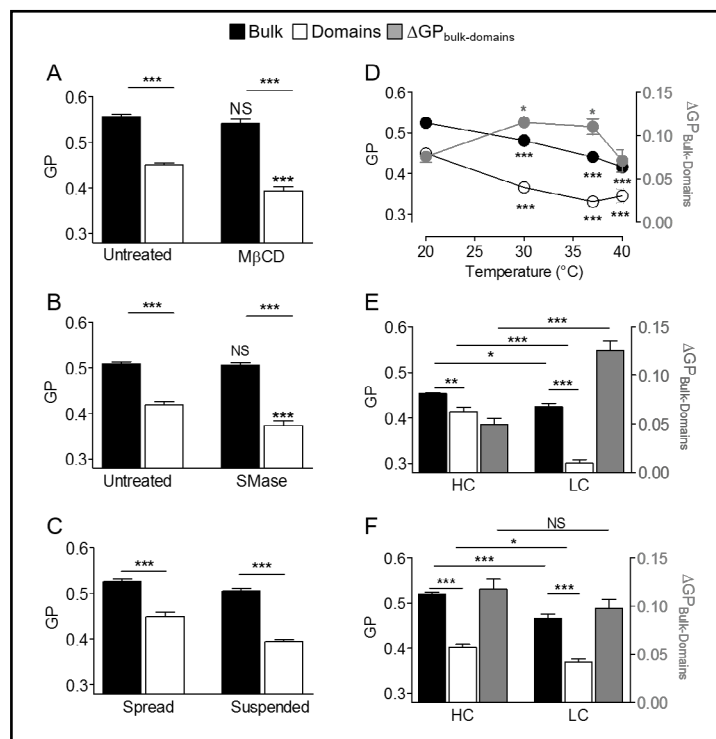 Bulk Domains ΔGPbulk-domains
A
*** ***
NS
***
GP
0.6
0.5
0.4
0.3
Untreated MβCD
B
*** ***
NS
***
GP
0.6
0.5
0.4
0.3
Untreated SMase
C
*** ***
GP
0.6
0.5
0.4
0.3
Spread Suspended
D
GP
0.6
0.5
0.4
0.3
* *
*** *** ***
*** *** ***
0.15
0.10
0.05
0.00
ΔGPBulk-Domains
20 25 30 35 40
Temperature (°C)
E
***
***
*
** ***
GP
0.6
0.5
0.4
0.3
0.15
0.10
0.05
0.00
ΔGPBulk-Domains
HC LC
F
NS
*
***
*** ***
GP
0.6
0.5
0.4
0.3
0.15
0.10
0.05
0.00
ΔGPBulk-Domains
HC LC